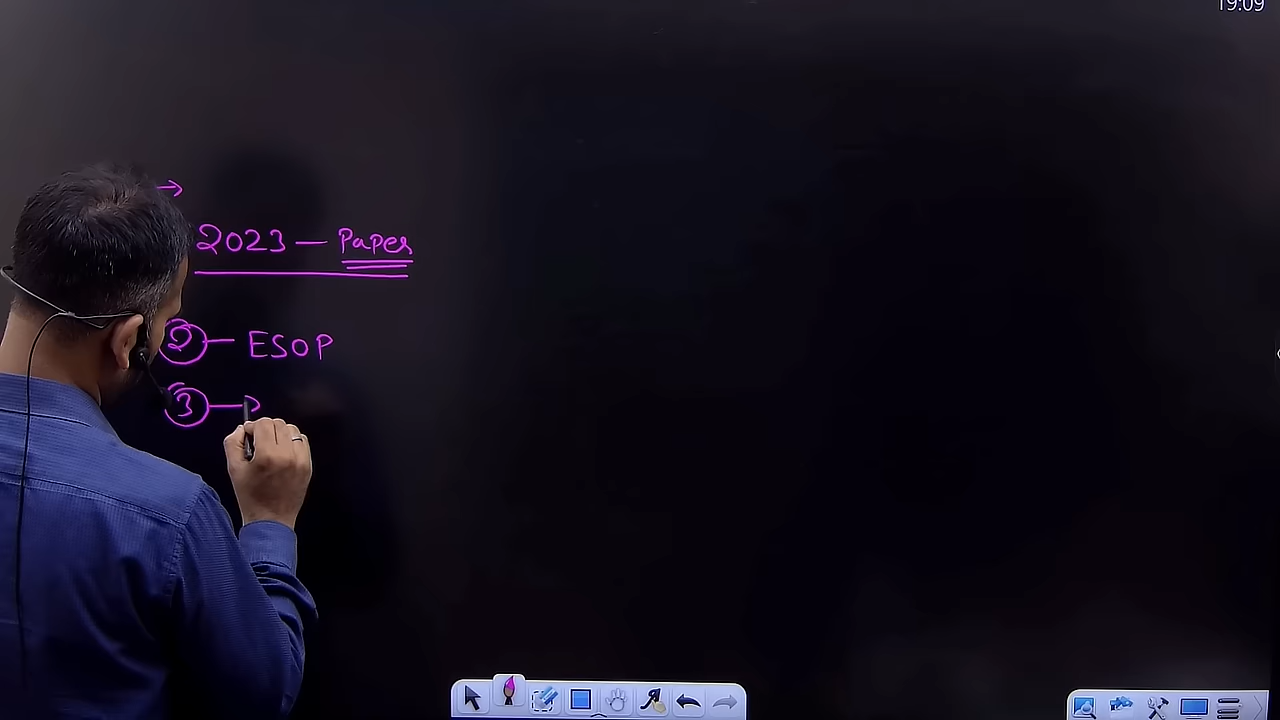 19:09
→
2023 — Paper
② — ESOP
③ →